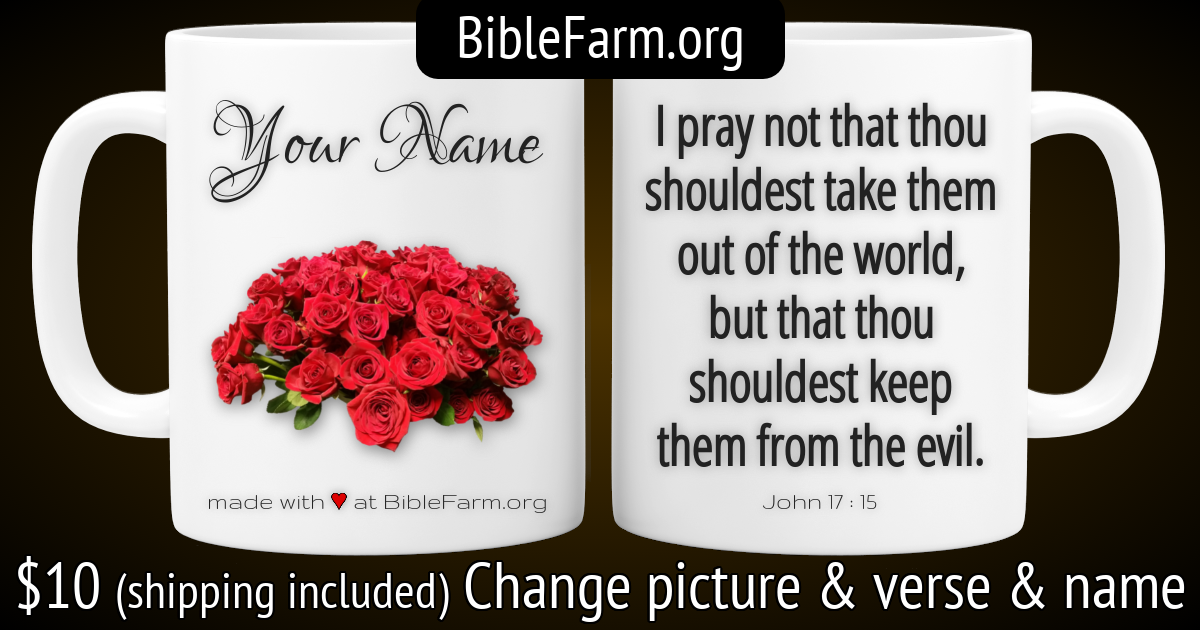 BibleFarm.org
Your Name
made with ♥ at BibleFarm.org
I pray not that thou
shouldest take them
out of the world,
but that thou
shouldest keep
them from the evil.
John 17 : 15
$10 (shipping included) Change picture & verse & name